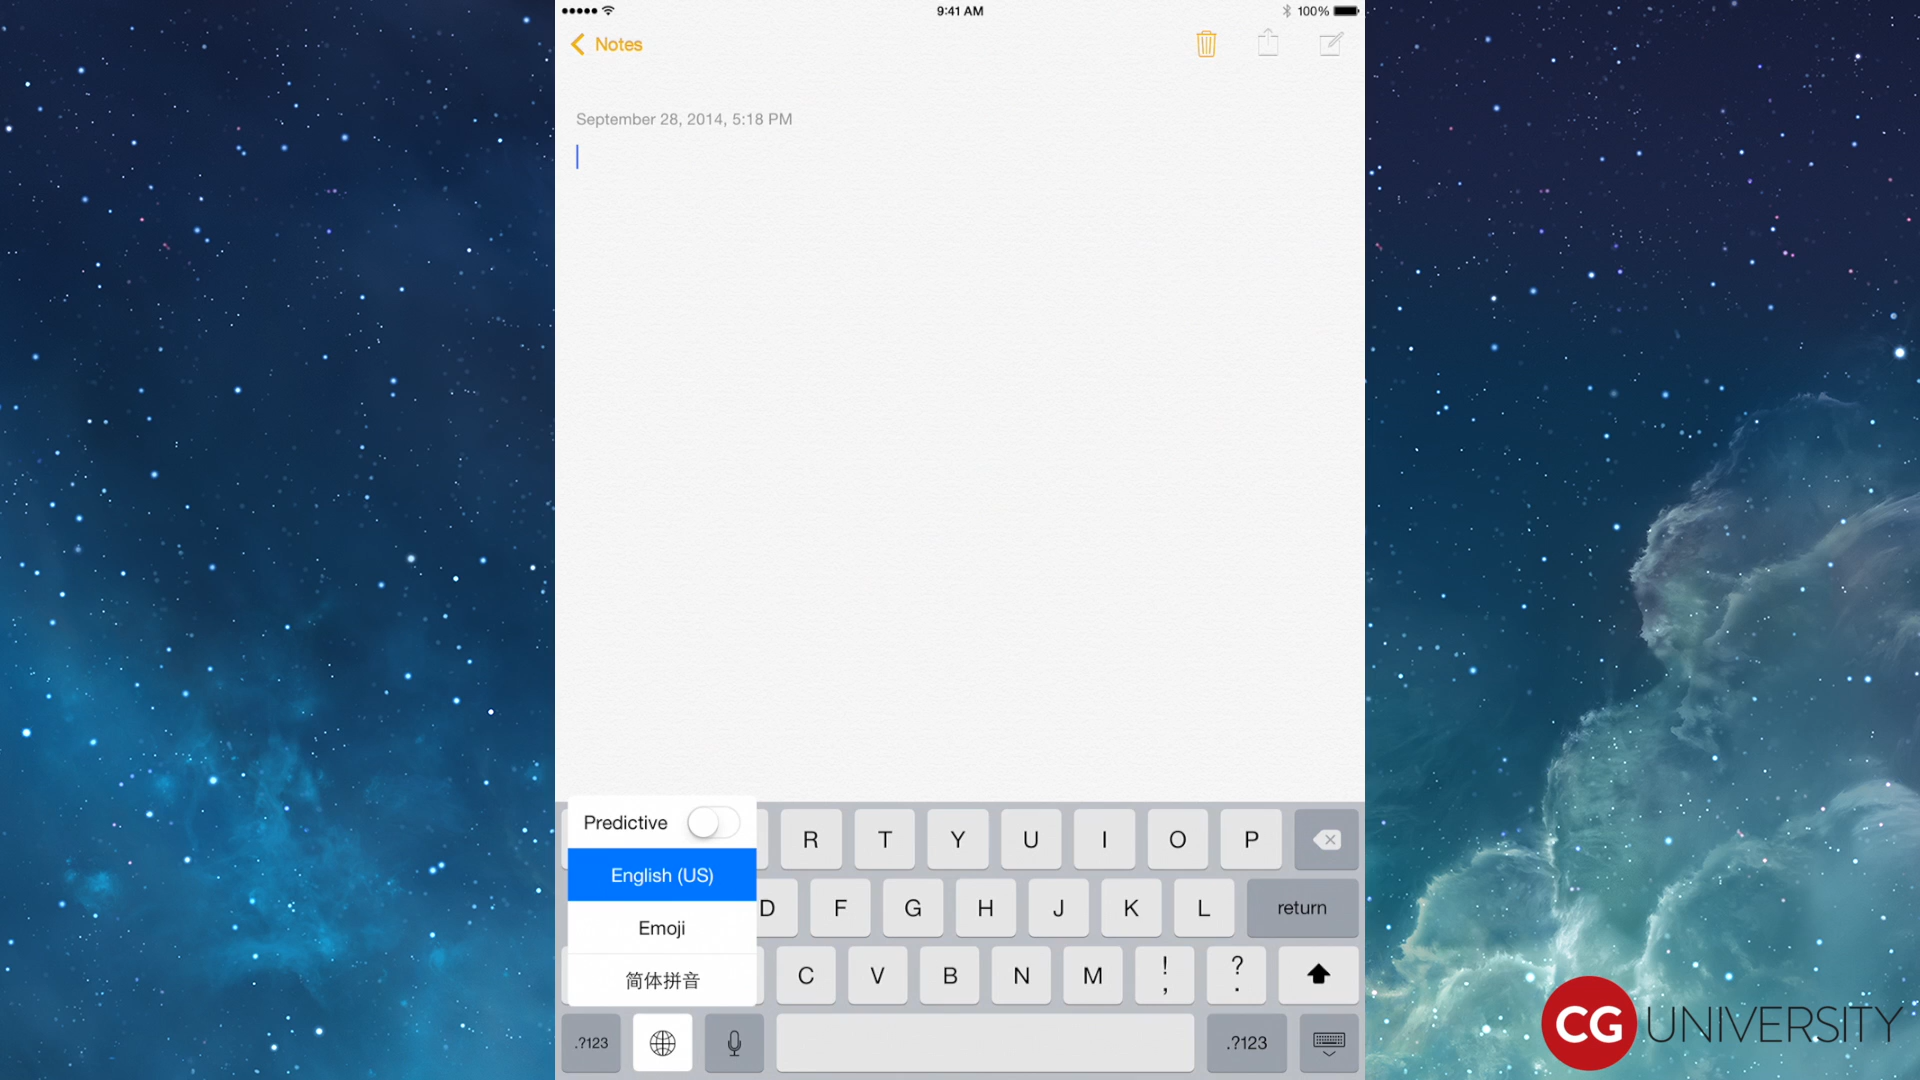 9:41 AM
100%
Notes
September 28, 2014, 5:18 PM
Predictive
R T Y U I O P
English (US)
D F G H J K L return
Emoji
C V B N M ! , ? .
简体拼音
.?123
.?123
CG UNIVERSITY